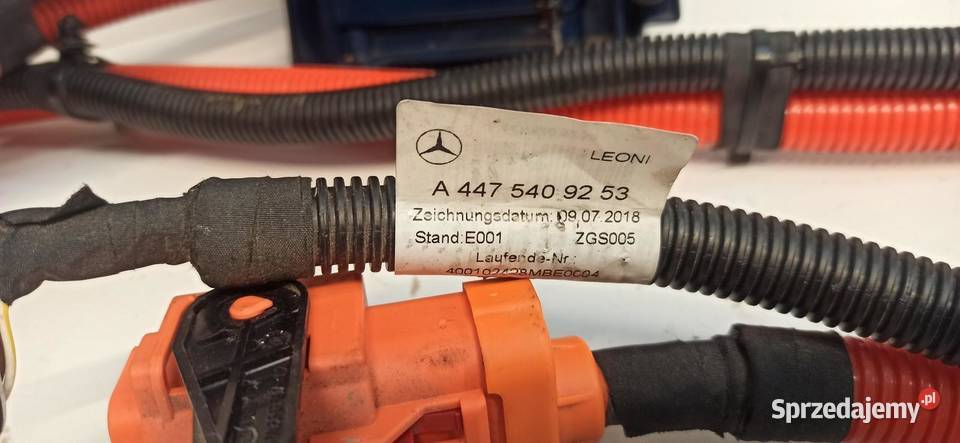 LEONI
A 447 540 92 53
Zeichnungsdatum: 09.07.2018
Stand:E001 ZGS005
Laufende-Nr.:
Sprzedajemy.pl